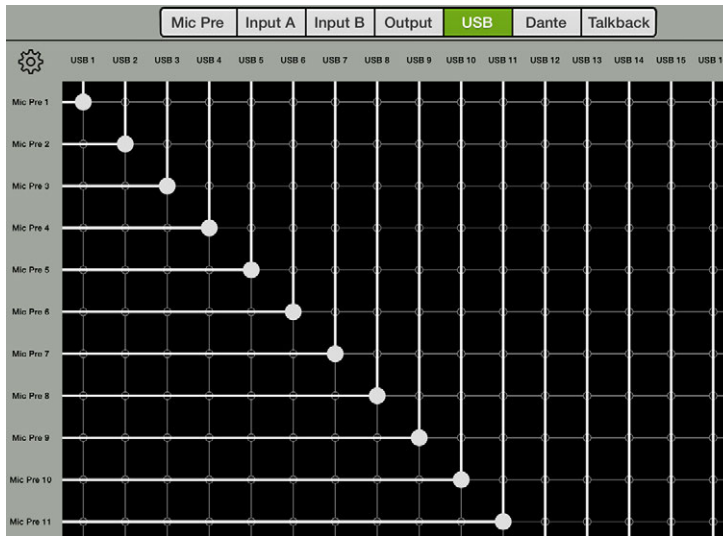 Mic Pre Input A Input B Output USB Dante Talkback
USB 1 USB 2 USB 3 USB 4 USB 5 USB 6 USB 7 USB 8 USB 9 USB 10 USB 11 USB 12 USB 13 USB 14 USB 15 USB 1
Mic Pre 1
Mic Pre 2
Mic Pre 3
Mic Pre 4
Mic Pre 5
Mic Pre 6
Mic Pre 7
Mic Pre 8
Mic Pre 9
Mic Pre 10
Mic Pre 11